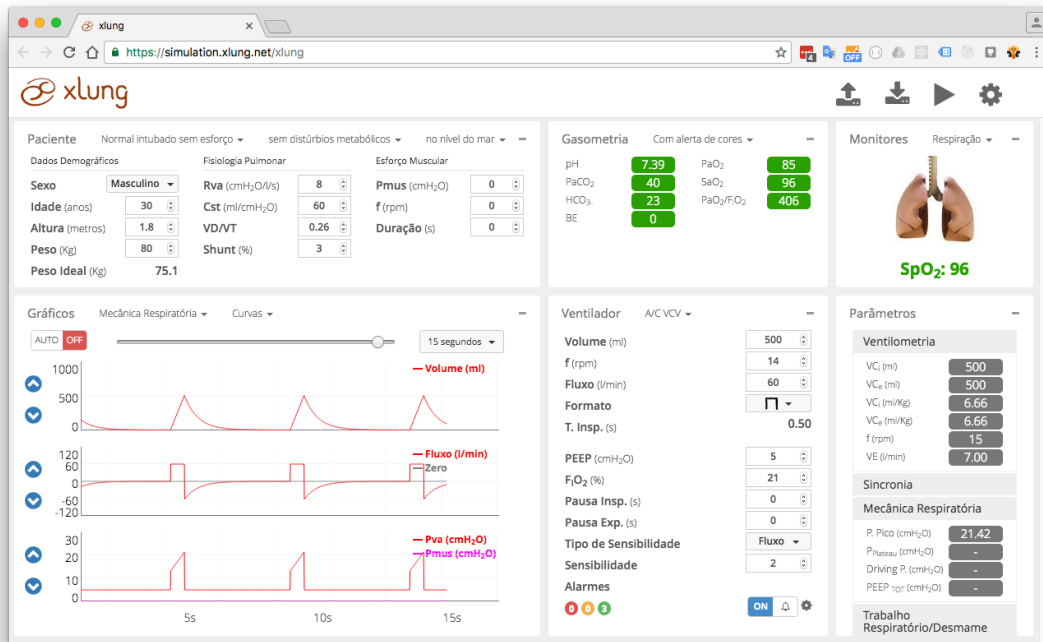 xlung
https://simulation.xlung.net/xlung
4
OFF
xlung
Paciente Normal intubado sem esforço sem distúrbios metabólicos no nível do mar
Dados Demográficos Fisiologia Pulmonar Esforço Muscular
Sexo Masculino Rva (cmH₂O/l/s) 8 Pmus (cmH₂O) 0
Idade (anos) 30 Cst (ml/cmH₂O) 60 f (rpm) 0
Altura (metros) 1.8 VD/VT 0.26 Duração (s) 0
Peso (Kg) 80 Shunt (%) 3
Peso Ideal (Kg) 75.1
Gasometria Com alerta de cores
pH 7.39 PaO₂ 85
PaCO₂ 40 SaO₂ 96
HCO₃- 23 PaO₂/FᵢO₂ 406
BE 0
Monitores Respiração
SpO₂: 96
Gráficos Mecânica Respiratória Curvas
AUTO OFF 15 segundos
1000
500
0
Volume (ml)
120
60
0
-60
-120
Fluxo (l/min)
Zero
30
20
10
0
Pva (cmH₂O)
Pmus (cmH₂O)
5s 10s 15s
Ventilador A/C VCV
Volume (ml) 500
f (rpm) 14
Fluxo (l/min) 60
Formato
T. Insp. (s) 0.50
PEEP (cmH₂O) 5
FᵢO₂ (%) 21
Pausa Insp. (s) 0
Pausa Exp. (s) 0
Tipo de Sensibilidade Fluxo
Sensibilidade 2
Alarmes
0 0 3 ON
Parâmetros
Ventilometria
VCᵢ (ml) 500
VCₑ (ml) 500
VCᵢ (ml/Kg) 6.66
VCₑ (ml/Kg) 6.66
f (rpm) 15
VE (l/min) 7.00
Sincronia
Mecânica Respiratória
P. Pico (cmH₂O) 21.42
P Plateau (cmH₂O) -
Driving P. (cmH₂O) -
PEEP TOT (cmH₂O) -
Trabalho
Respiratório/Desmame